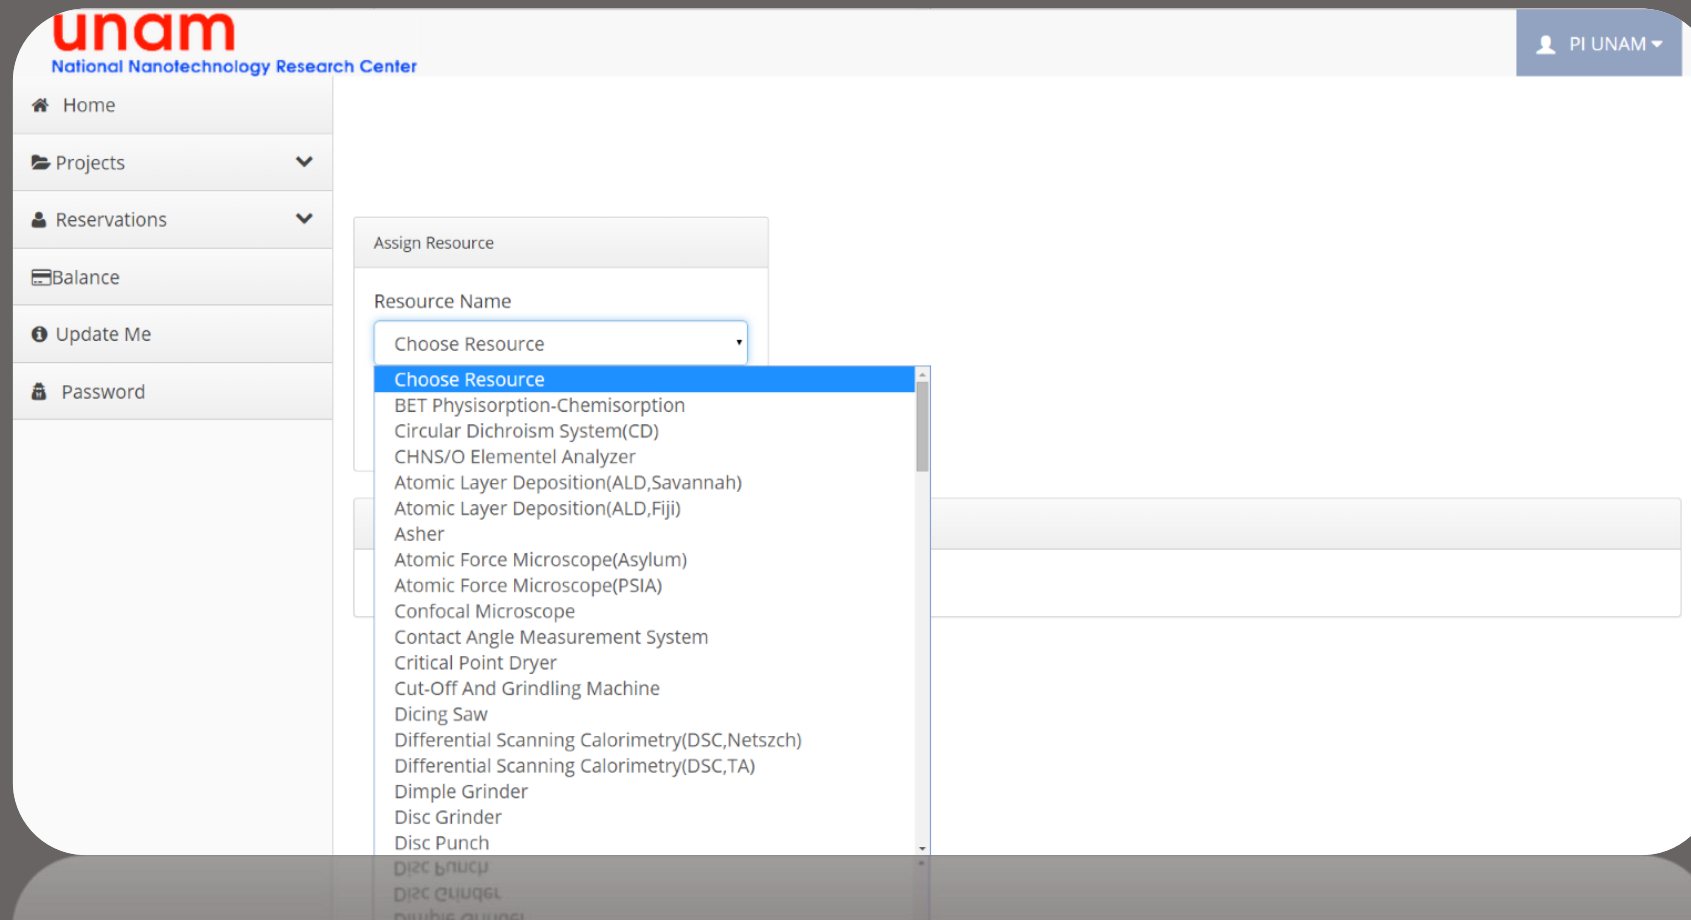 unam
National Nanotechnology Research Center
PI UNAM
Home
Projects
Reservations
Balance
Update Me
Password
Assign Resource
Resource Name
Choose Resource
Choose Resource
BET Physisorption-Chemisorption
Circular Dichroism System(CD)
CHNS/O Elementel Analyzer
Atomic Layer Deposition(ALD,Savannah)
Atomic Layer Deposition(ALD,Fiji)
Asher
Atomic Force Microscope(Asylum)
Atomic Force Microscope(PSIA)
Confocal Microscope
Contact Angle Measurement System
Critical Point Dryer
Cut-Off And Grindling Machine
Dicing Saw
Differential Scanning Calorimetry(DSC,Netszch)
Differential Scanning Calorimetry(DSC,TA)
Dimple Grinder
Disc Grinder
Disc Punch